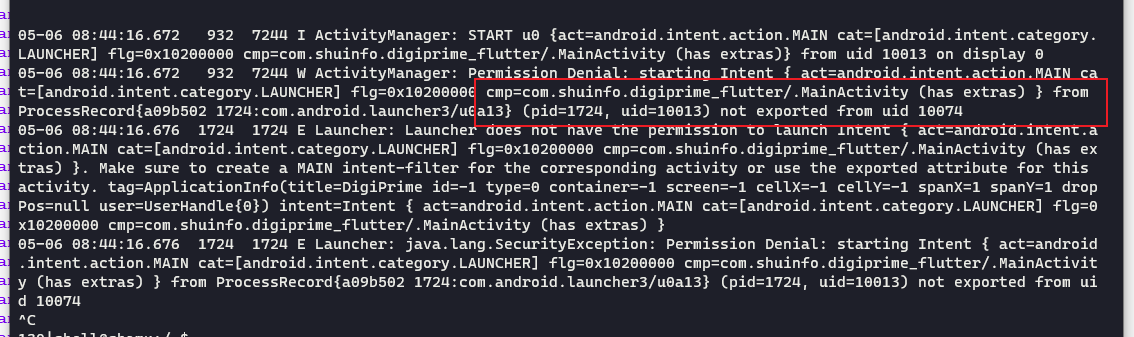 05-06 08:44:16.672   932  7244 I ActivityManager: START u0 {act=android.intent.action.MAIN cat=[android.intent.category.
LAUNCHER] flg=0x10200000 cmp=com.shuinfo.digiprime_flutter/.MainActivity (has extras)} from uid 10013 on display 0
05-06 08:44:16.672   932  7244 W ActivityManager: Permission Denial: starting Intent { act=android.intent.action.MAIN ca
t=[android.intent.category.LAUNCHER] flg=0x10200000 cmp=com.shuinfo.digiprime_flutter/.MainActivity (has extras) } from
ProcessRecord{a09b502 1724:com.android.launcher3/u0a13} (pid=1724, uid=10013) not exported from uid 10074
05-06 08:44:16.676  1724  1724 E Launcher: Launcher does not have the permission to launch Intent { act=android.intent.a
ction.MAIN cat=[android.intent.category.LAUNCHER] flg=0x10200000 cmp=com.shuinfo.digiprime_flutter/.MainActivity (has ex
tras) }. Make sure to create a MAIN intent-filter for the corresponding activity or use the exported attribute for this
activity. tag=ApplicationInfo(title=DigiPrime id=-1 type=0 container=-1 screen=-1 cellX=-1 cellY=-1 spanX=1 spanY=1 drop
Pos=null user=UserHandle{0}) intent=Intent { act=android.intent.action.MAIN cat=[android.intent.category.LAUNCHER] flg=0
x10200000 cmp=com.shuinfo.digiprime_flutter/.MainActivity (has extras) }
05-06 08:44:16.676  1724  1724 E Launcher: java.lang.SecurityException: Permission Denial: starting Intent { act=android
.intent.action.MAIN cat=[android.intent.category.LAUNCHER] flg=0x10200000 cmp=com.shuinfo.digiprime_flutter/.MainActivit
y (has extras) } from ProcessRecord{a09b502 1724:com.android.launcher3/u0a13} (pid=1724, uid=10013) not exported from ui
d 10074
^C